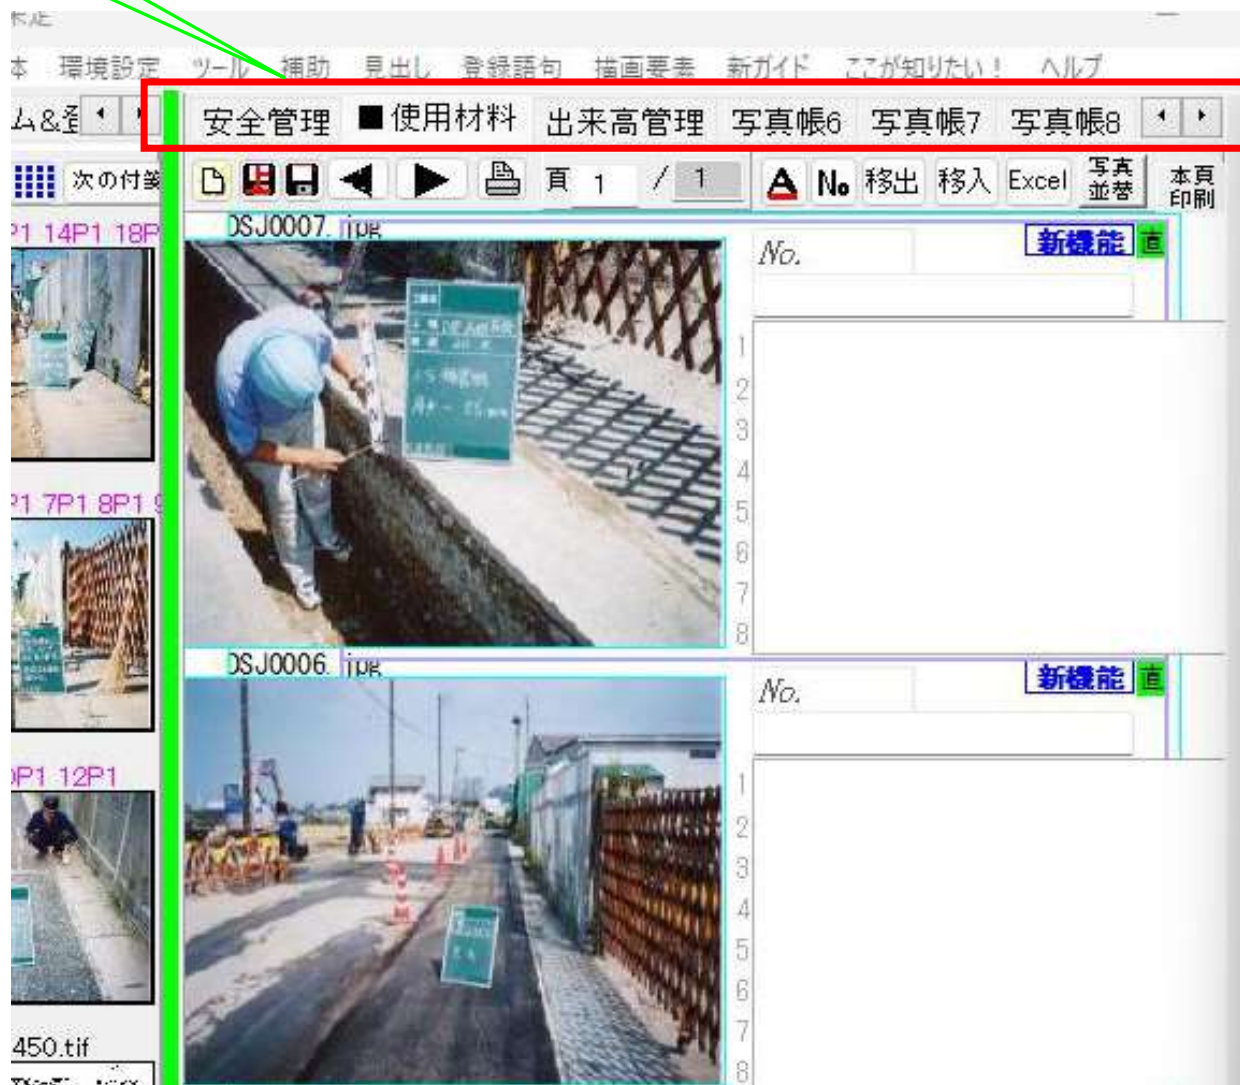 環境設定 ツール 補助 見出し 登録語句 描画要素 新ガイド ここが知りたい! ヘルプ
安全管理 ■使用材料 出来高管理 写真帳6 写真帳7 写真帳8
次の付箋 頁 1 / 1 A No 移出 移入 Excel 写真並替 本頁印刷
P1 14P1 18P
DSJ0007. jpg
No. 新機能 直
1
2
3
4
5
6
7
8
P1 7P1 8P1 9
DSJ0006. jpg
No. 新機能 直
1
2
3
4
5
6
7
8
P1 12P1
450.tif